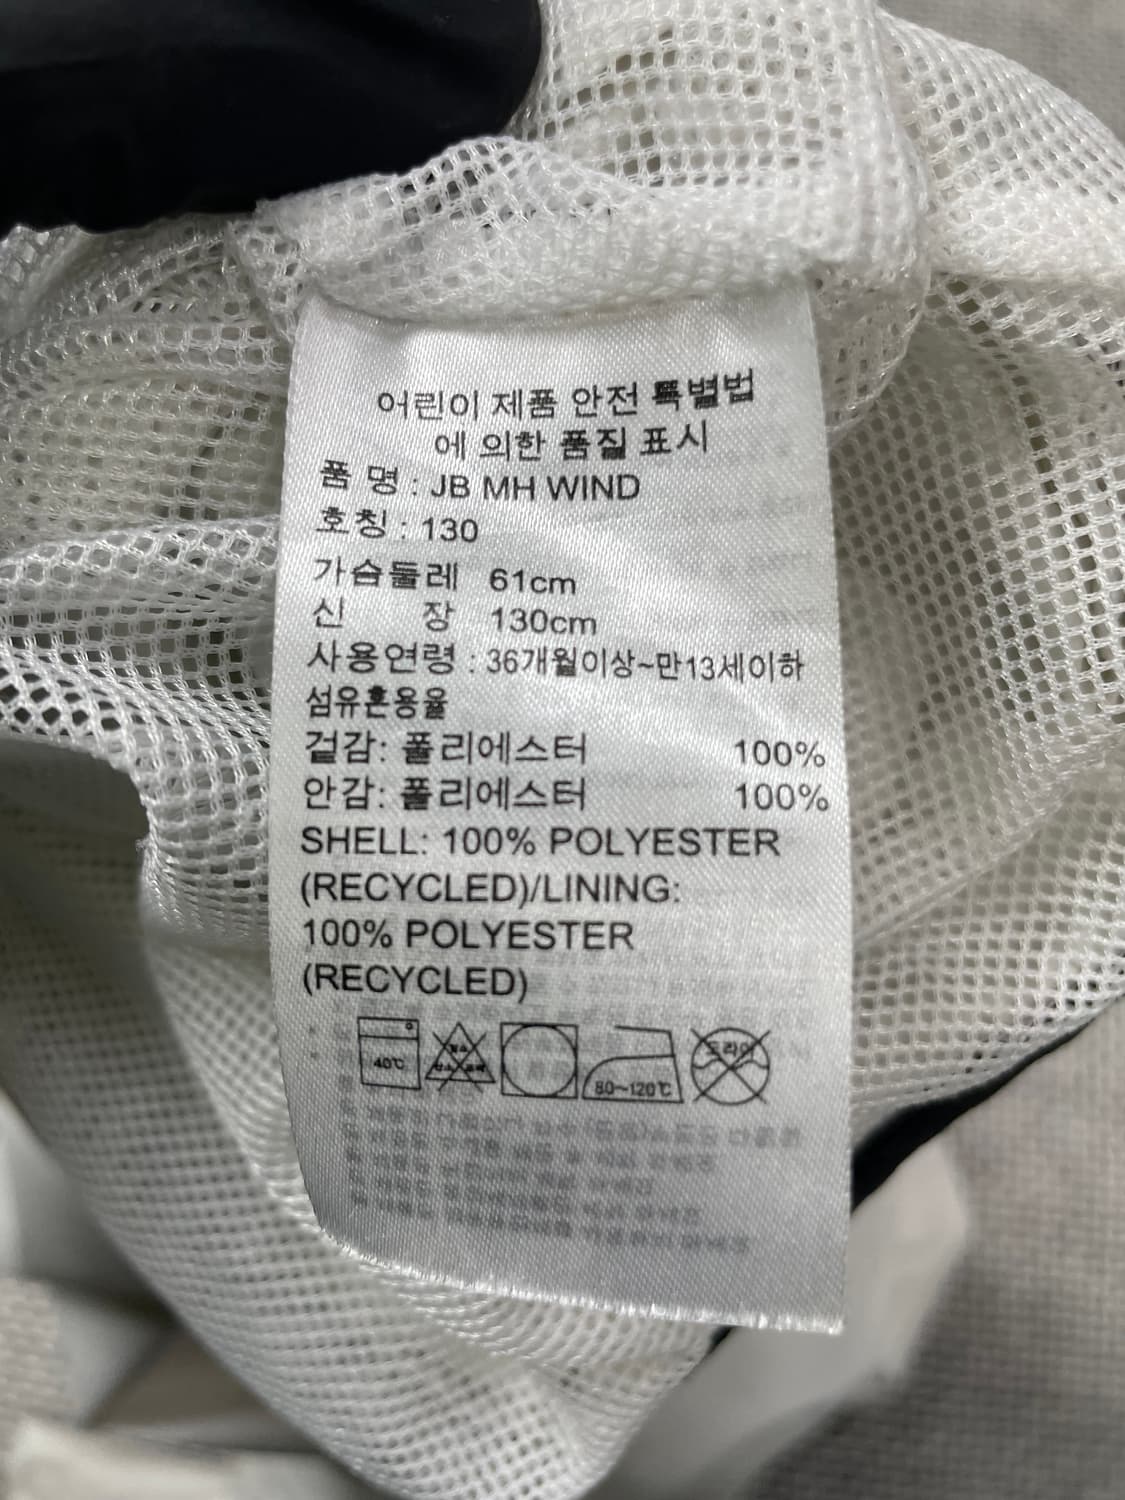 어린이 제품 안전 특별법
에 의한 품질 표시
품 명 : JB MH WIND
호칭 : 130
가슴둘레 61cm
신 장 130cm
사용연령 : 36개월이상~만13세이하
섬유혼용율
겉감: 폴리에스터 100%
안감: 폴리에스터 100%
SHELL: 100% POLYESTER
(RECYCLED)/LINING:
100% POLYESTER
(RECYCLED)
40℃ 80~120℃ 드라이